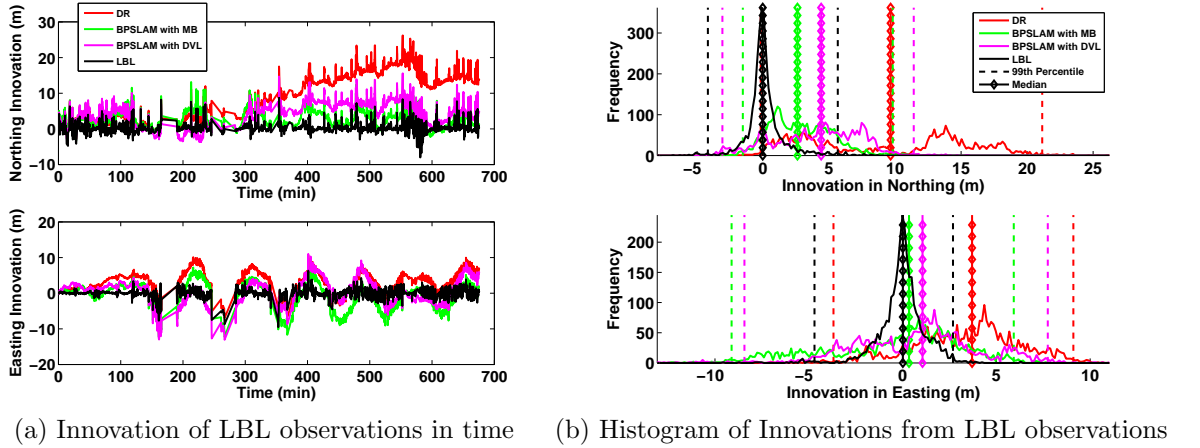 DR
BPSLAM with MB
BPSLAM with DVL
LBL
Northing Innovation (m)
30
20
10
0
−10
0 100 200 300 400 500 600 700
Time (min)
Easting Innovation (m)
20
10
0
−10
−20
0 100 200 300 400 500 600 700
Time (min)
(a) Innovation of LBL observations in time
DR
BPSLAM with MB
BPSLAM with DVL
LBL
99th Percentile
Median
Frequency
300
200
100
0
−5 0 5 10 15 20 25
Innovation in Northing (m)
Frequency
200
150
100
50
0
−10 −5 0 5 10
Innovation in Easting (m)
(b) Histogram of Innovations from LBL observations